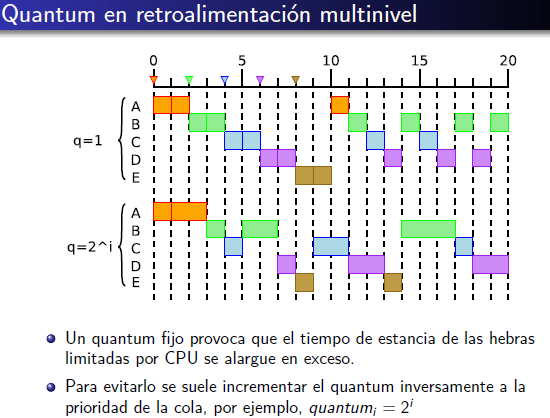 Quantum en retroalimentación multinivel
0 5 10 15 20
A
B
q=1
C
D
E
A
B
q=2^i
C
D
E
Un quantum fijo provoca que el tiempo de estancia de las hebras
limitadas por CPU se alargue en exceso.
Para evitarlo se suele incrementar el quantum inversamente a la
prioridad de la cola, por ejemplo, quantumᵢ = 2ⁱ